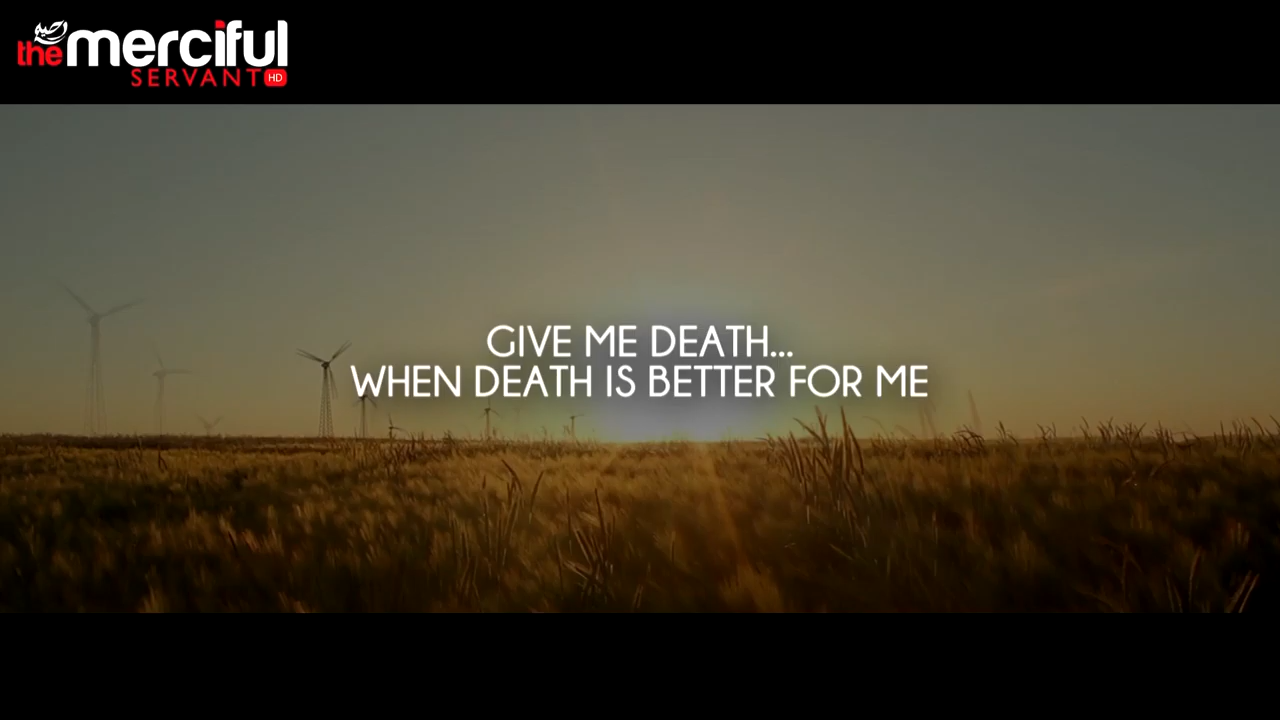 the merciful
SERVANT HD
GIVE ME DEATH...
WHEN DEATH IS BETTER FOR ME